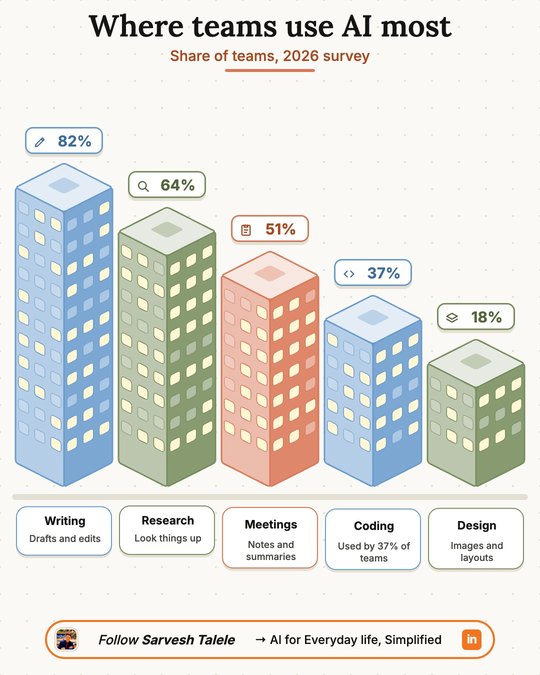 Where teams use AI most
Share of teams, 2026 survey
82%
64%
51%
37%
18%
Writing
Drafts and edits
Research
Look things up
Meetings
Notes and
summaries
Coding
Used by 37% of
teams
Design
Images and
layouts
Follow Sarvesh Talele → AI for Everyday life, Simplified
in